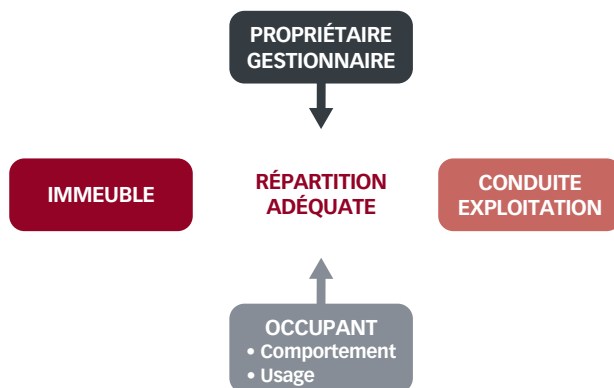 PROPRIÉTAIRE
GESTIONNAIRE
IMMEUBLE
RÉPARTITION
ADÉQUATE
CONDUITE
EXPLOITATION
OCCUPANT
• Comportement
• Usage